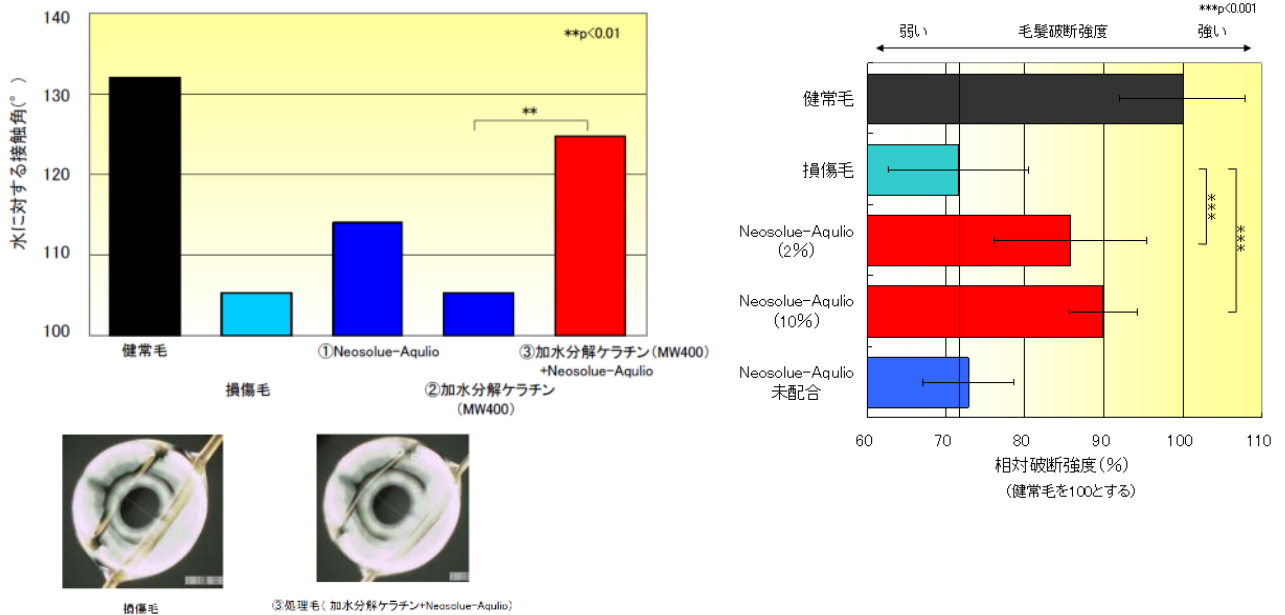 水に対する接触角(°)
140
130
120
110
100
**p<0.01
**
健常毛
損傷毛
①Neosolue-Aqulio
②加水分解ケラチン
(MW400)
③加水分解ケラチン(MW400)
+Neosolue-Aqulio
損傷毛
③処理毛( 加水分解ケラチン+Neosolue-Aqulio)
***p<0.001
弱い 毛髪破断強度 強い
健常毛
損傷毛
Neosolue-Aqulio
(2%)
Neosolue-Aqulio
(10%)
Neosolue-Aqulio
未配合
***
***
60 70 80 90 100 110
相対破断強度(%)
(健常毛を100とする)